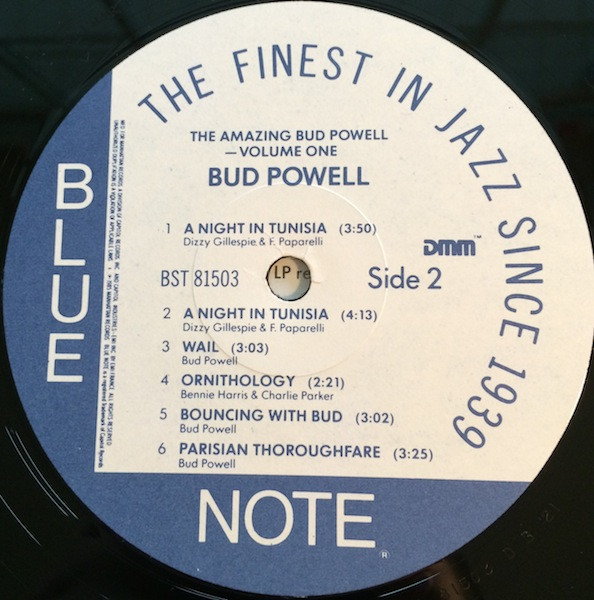 THE FINEST IN JAZZ SINCE 1939
THE AMAZING BUD POWELL
—VOLUME ONE
BUD POWELL
1 A NIGHT IN TUNISIA (3:50)
Dizzy Gillespie & F. Paparelli
DMM™
BST 81503
LP re
Side 2
2 A NIGHT IN TUNISIA (4:13)
Dizzy Gillespie & F. Paparelli
3 WAIL (3:03)
Bud Powell
4 ORNITHOLOGY (2:21)
Bennie Harris & Charlie Parker
5 BOUNCING WITH BUD (3:02)
Bud Powell
6 PARISIAN THOROUGHFARE (3:25)
Bud Powell
BLUE
NOTE®